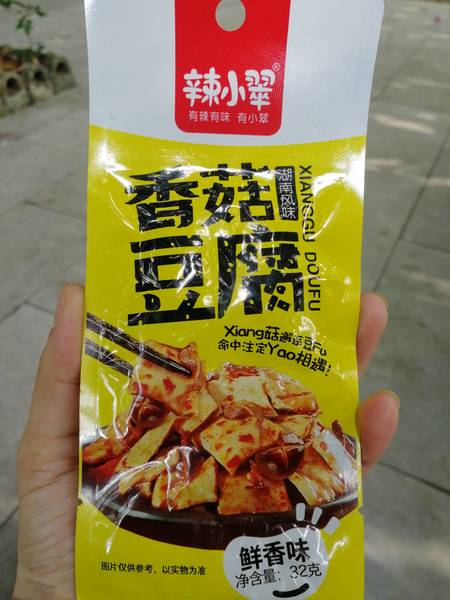 辣小翠®
有辣有味 有小翠
香菇
湖南风味
豆腐
XIANGGU DOUFU
Xiang菇邂逅豆Fu
命中注定Yao相遇!
鲜香味
净含量:32克
图片仅供参考,以实物为准